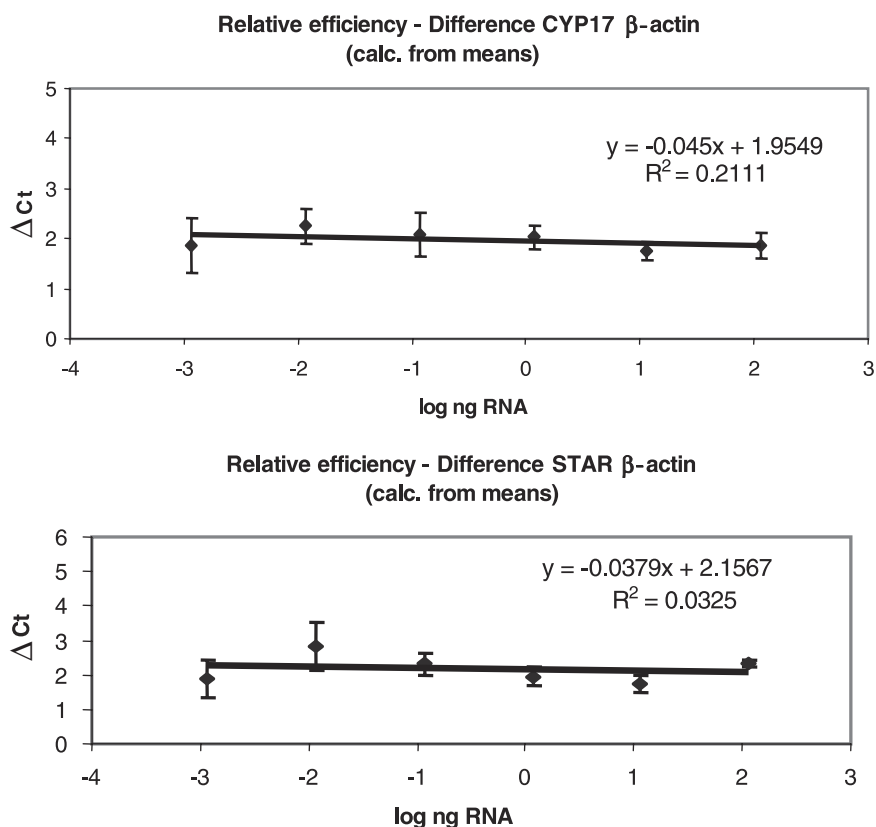 Relative efficiency - Difference CYP17 β-actin
(calc. from means)
5
4
3
2
1
0
Δ Ct
y = -0.045x + 1.9549
R² = 0.2111
-4 -3 -2 -1 0 1 2 3
log ng RNA
Relative efficiency - Difference STAR β-actin
(calc. from means)
6
5
4
3
2
1
0
Δ Ct
y = -0.0379x + 2.1567
R² = 0.0325
-4 -3 -2 -1 0 1 2 3
log ng RNA